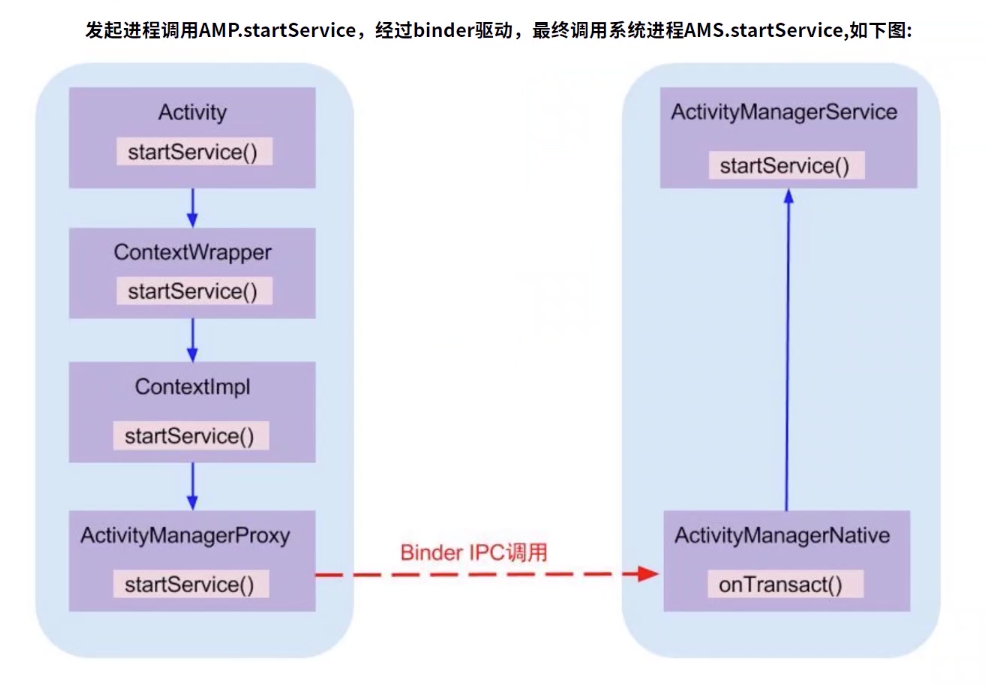 发起进程调用AMP.startService，经过binder驱动，最终调用系统进程AMS.startService,如下图:
Activity
startService()
ContextWrapper
startService()
ContextImpl
startService()
ActivityManagerProxy
startService()
Binder IPC调用
ActivityManagerService
startService()
ActivityManagerNative
onTransact()